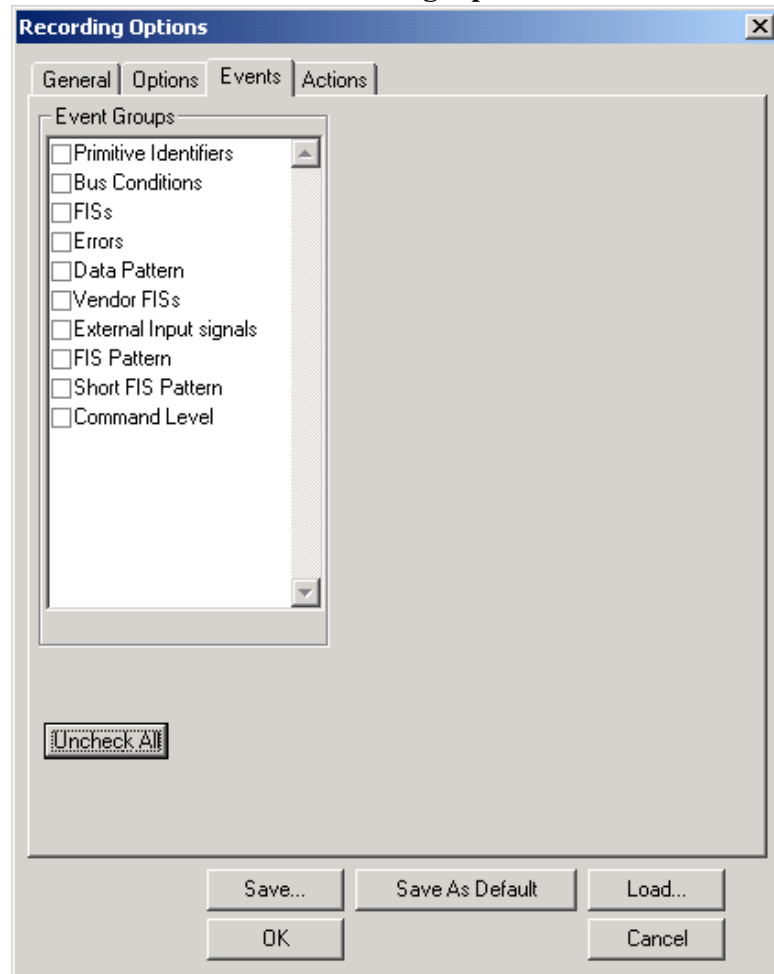 Recording Options
General Options Events Actions
Event Groups
Primitive Identifiers
Bus Conditions
FISs
Errors
Data Pattern
Vendor FISs
External Input signals
FIS Pattern
Short FIS Pattern
Command Level
Uncheck All
Save... Save As Default Load...
OK Cancel